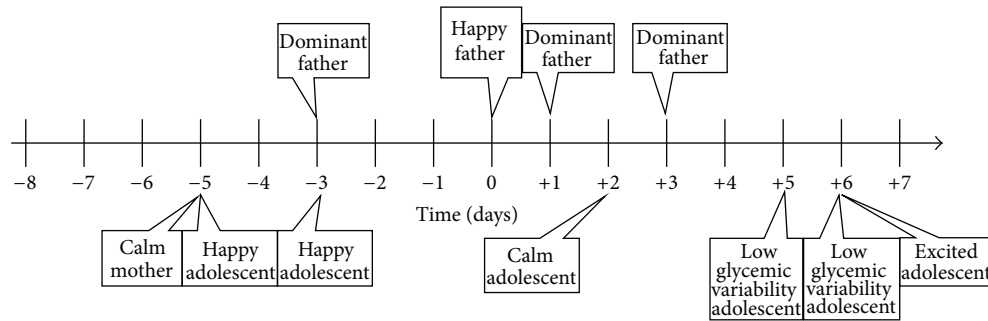 Dominant
father
Happy
father
Dominant
father
Dominant
father
−8 −7 −6 −5 −4 −3 −2 −1 0 +1 +2 +3 +4 +5 +6 +7
Time (days)
Calm
mother
Happy
adolescent
Happy
adolescent
Calm
adolescent
Low
glycemic
variability
adolescent
Low
glycemic
variability
adolescent
Excited
adolescent